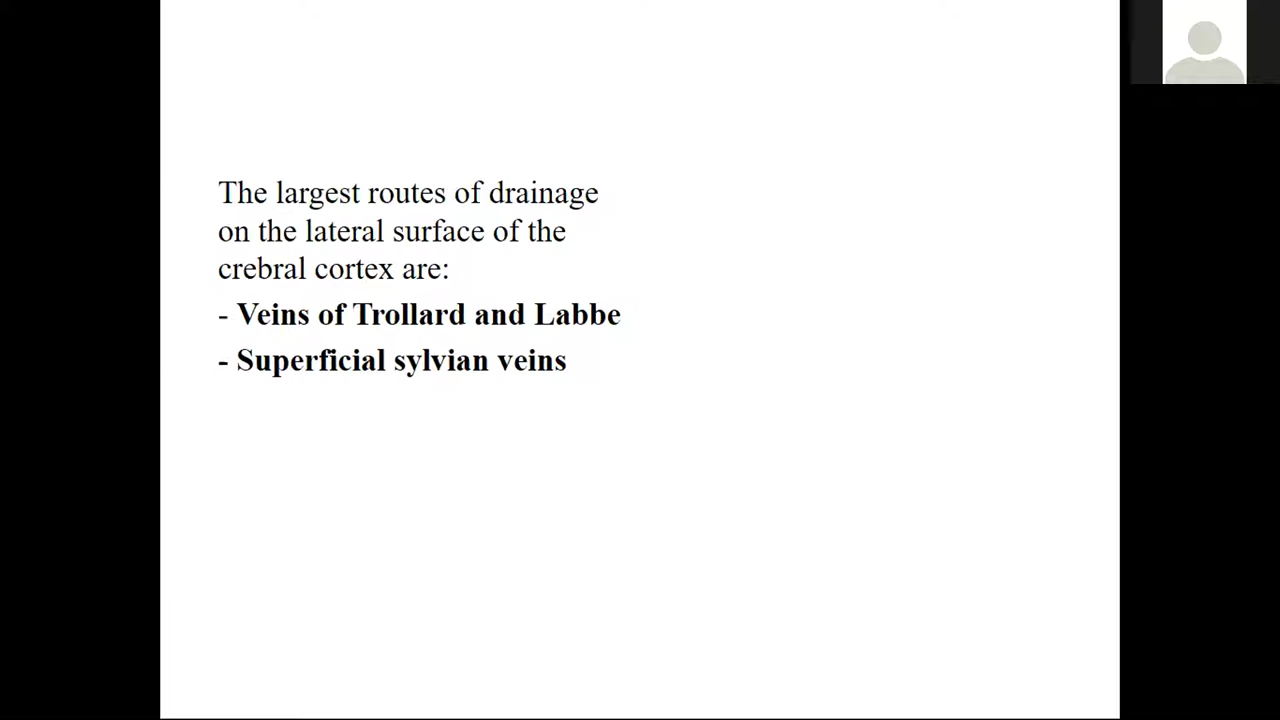 The largest routes of drainage
on the lateral surface of the
crebral cortex are:
- Veins of Trollard and Labbe
- Superficial sylvian veins